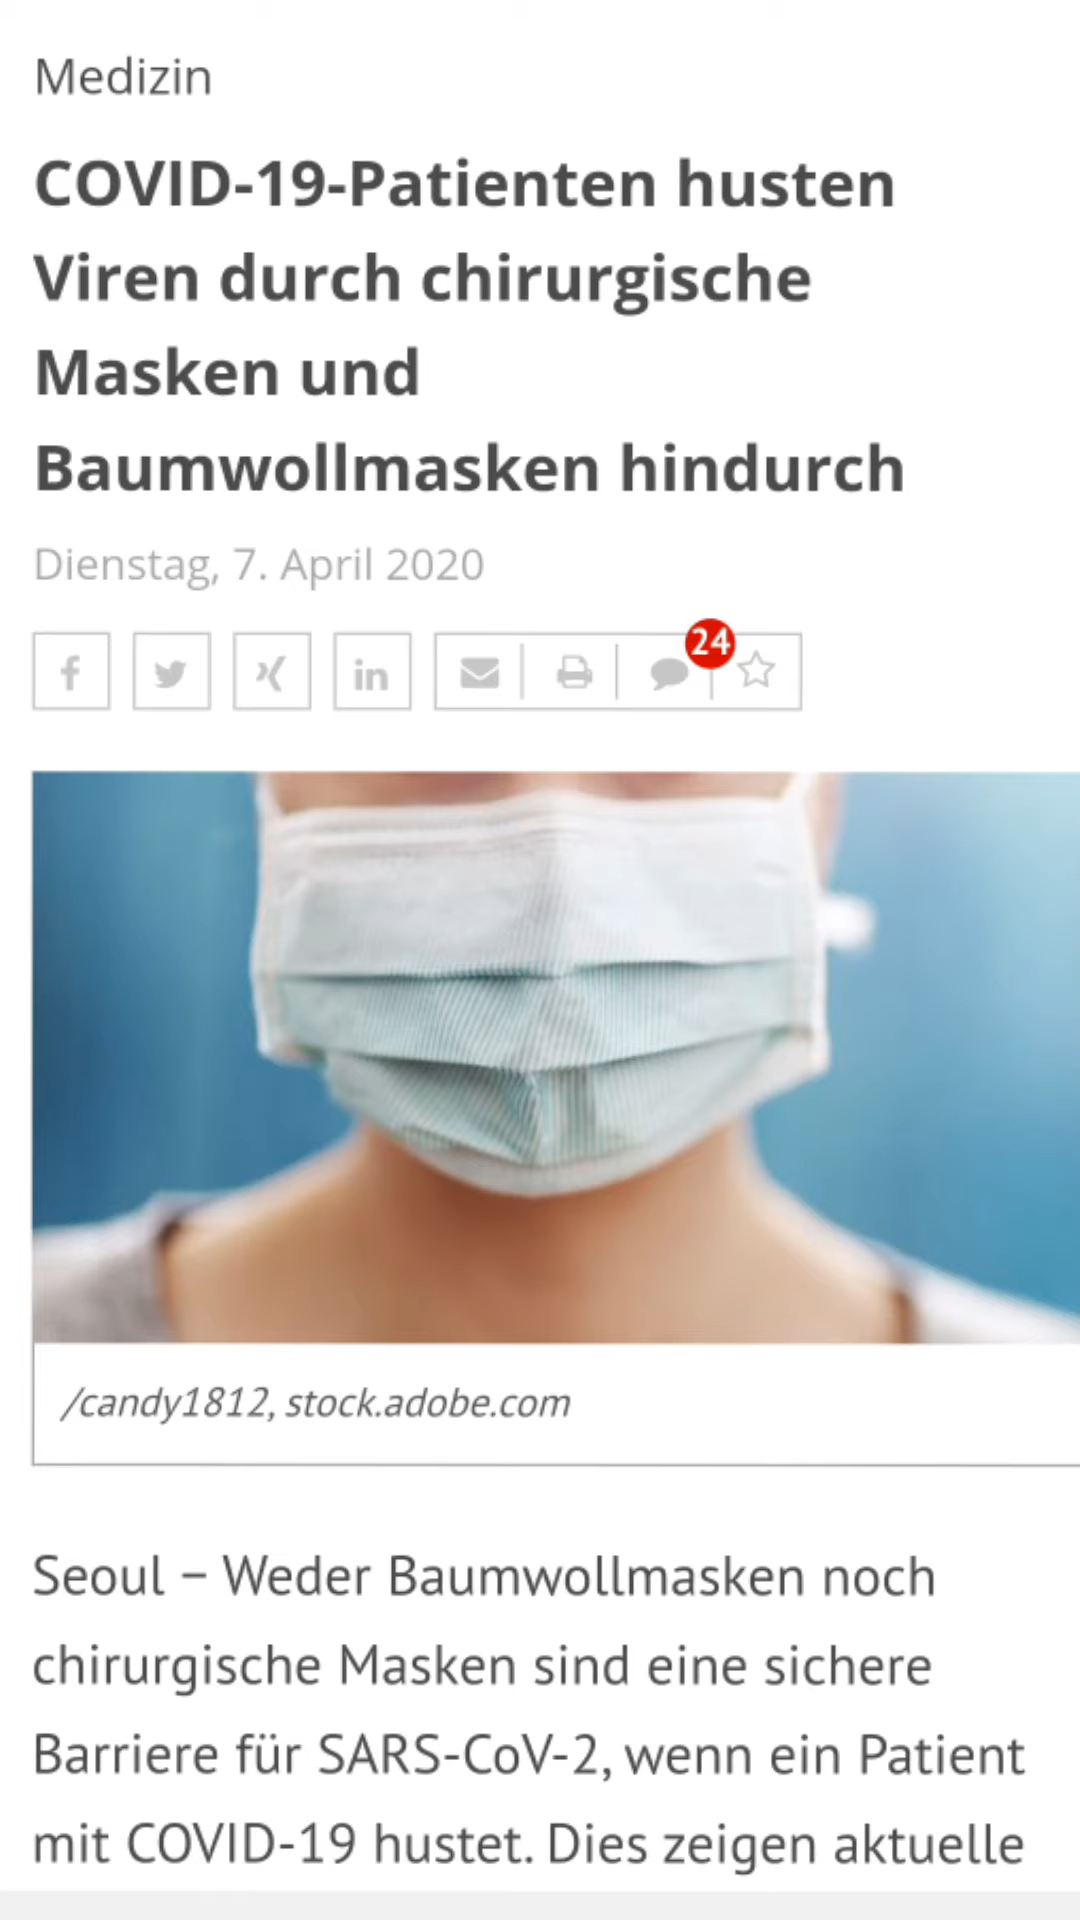 Medizin
COVID-19-Patienten husten
Viren durch chirurgische
Masken und
Baumwollmasken hindurch
Dienstag, 7. April 2020
24
/candy1812, stock.adobe.com
Seoul – Weder Baumwollmasken noch
chirurgische Masken sind eine sichere
Barriere für SARS-CoV-2, wenn ein Patient
mit COVID-19 hustet. Dies zeigen aktuelle